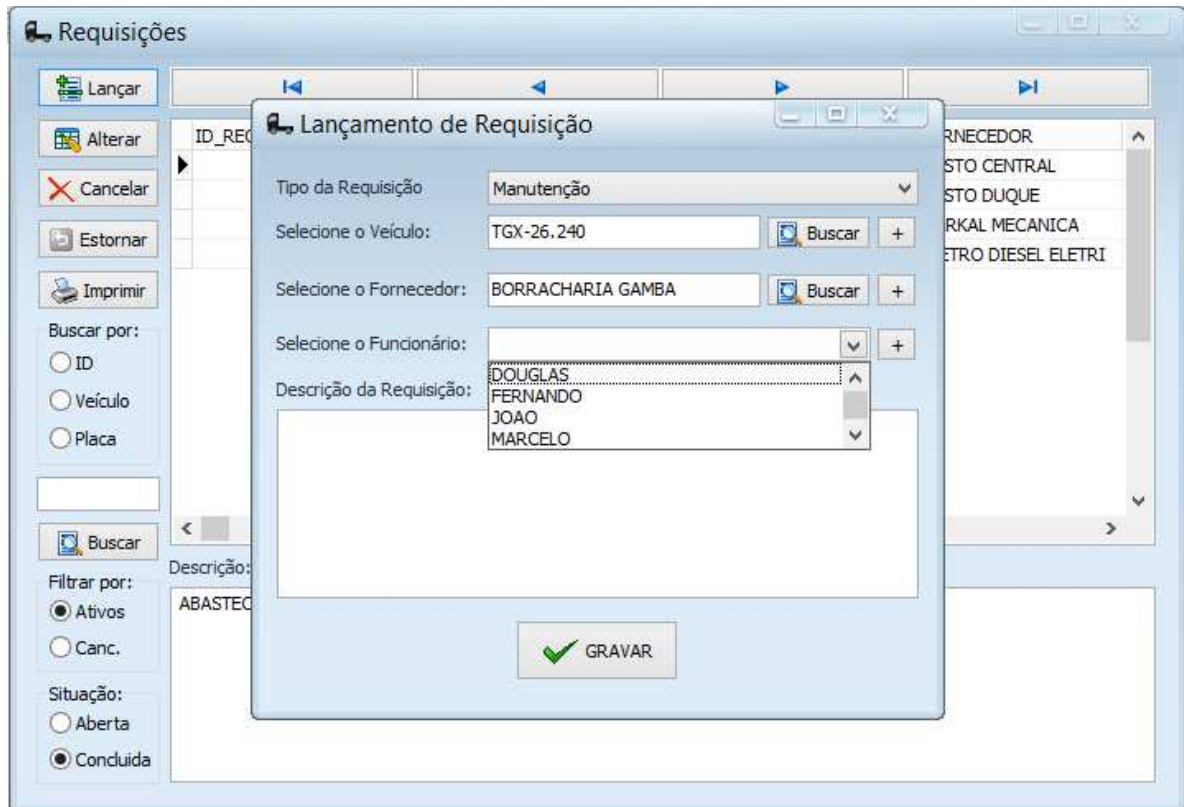 Requisições
Lançar
Alterar
Cancelar
Estornar
Imprimir
Buscar por:
ID
Veículo
Placa
Buscar
Filtrar por:
Ativos
Canc.
Situação:
Aberta
Concluida
ID_REQ
RNECEDOR
STO CENTRAL
STO DUQUE
RKAL MECANICA
ETRO DIESEL ELETRI
Descrição:
ABASTEC
Lançamento de Requisição
Tipo da Requisição Manutenção
Selecione o Veículo: TGX-26.240 Buscar +
Selecione o Fornecedor: BORRACHARIA GAMBA Buscar +
Selecione o Funcionário: +
DOUGLAS
FERNANDO
JOAO
MARCELO
Descrição da Requisição:
GRAVAR